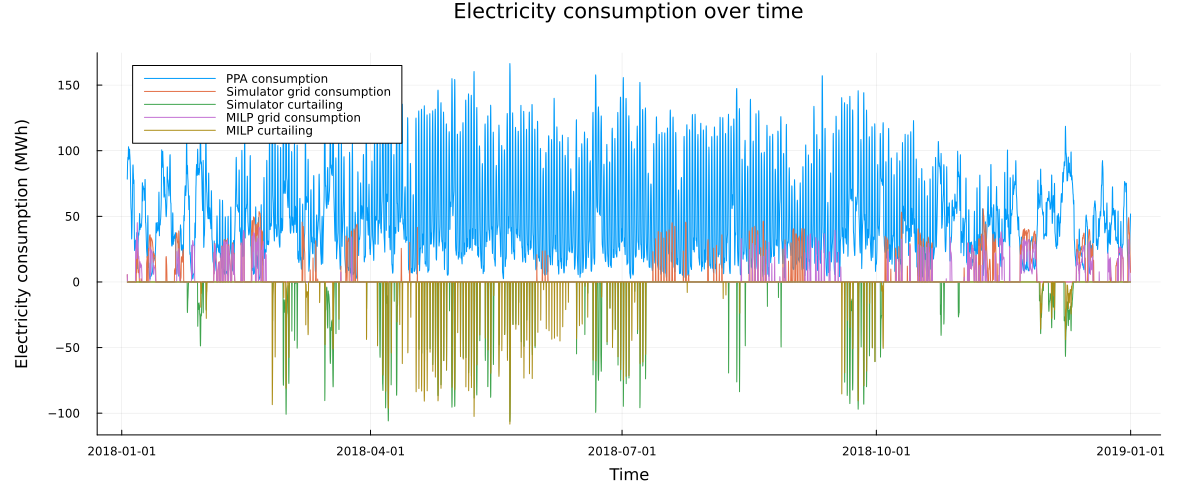 Electricity consumption over time
PPA consumption
Simulator grid consumption
Simulator curtailing
MILP grid consumption
MILP curtailing
Electricity consumption (MWh)
150
100
50
0
−50
−100
2018-01-01
2018-04-01
2018-07-01
2018-10-01
2019-01-01
Time